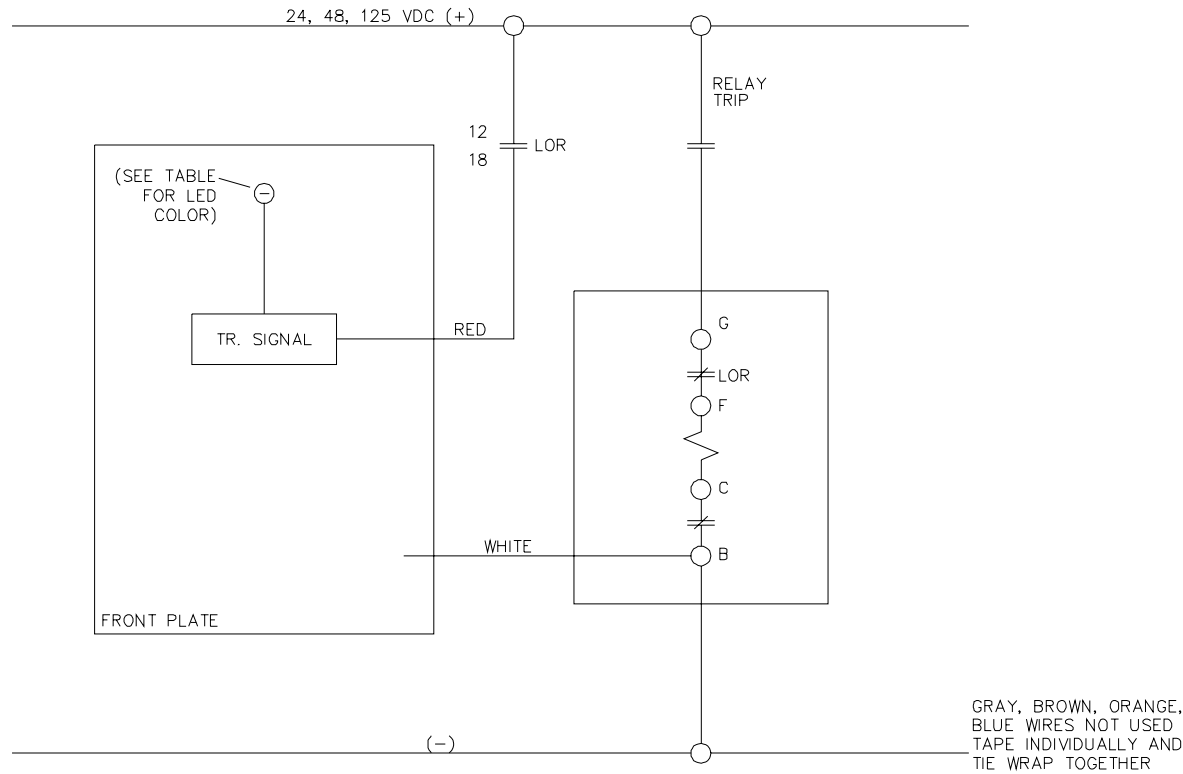 24, 48, 125 VDC (+)
RELAY
TRIP
12
LOR
18
(SEE TABLE
FOR LED
COLOR)
G
RED
TR. SIGNAL
LOR
F
C
WHITE
B
FRONT PLATE
GRAY, BROWN, ORANGE,
BLUE WIRES NOT USED
TAPE INDIVIDUALLY AND
TIE WRAP TOGETHER
(-)